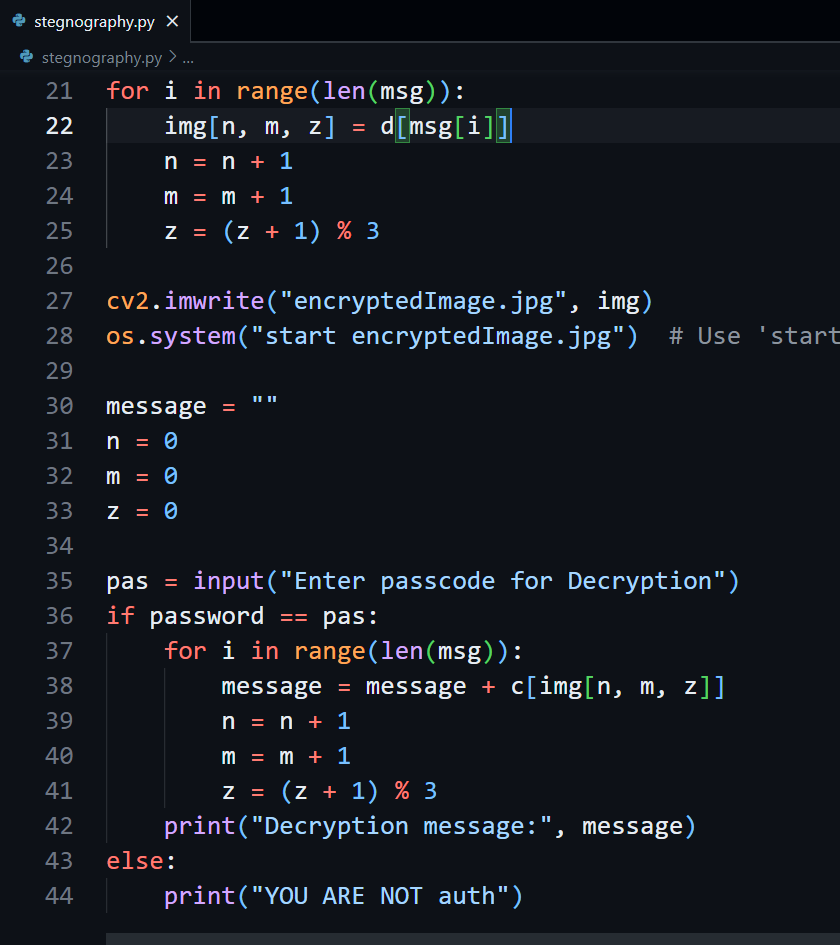 stegnography.py ×
stegnography.py > ...
21 for i in range(len(msg)):
22     img[n, m, z] = d[msg[i]]
23     n = n + 1
24     m = m + 1
25     z = (z + 1) % 3
26
27 cv2.imwrite("encryptedImage.jpg", img)
28 os.system("start encryptedImage.jpg")  # Use 'start
29
30 message = ""
31 n = 0
32 m = 0
33 z = 0
34
35 pas = input("Enter passcode for Decryption")
36 if password == pas:
37     for i in range(len(msg)):
38         message = message + c[img[n, m, z]]
39         n = n + 1
40         m = m + 1
41         z = (z + 1) % 3
42     print("Decryption message:", message)
43 else:
44     print("YOU ARE NOT auth")